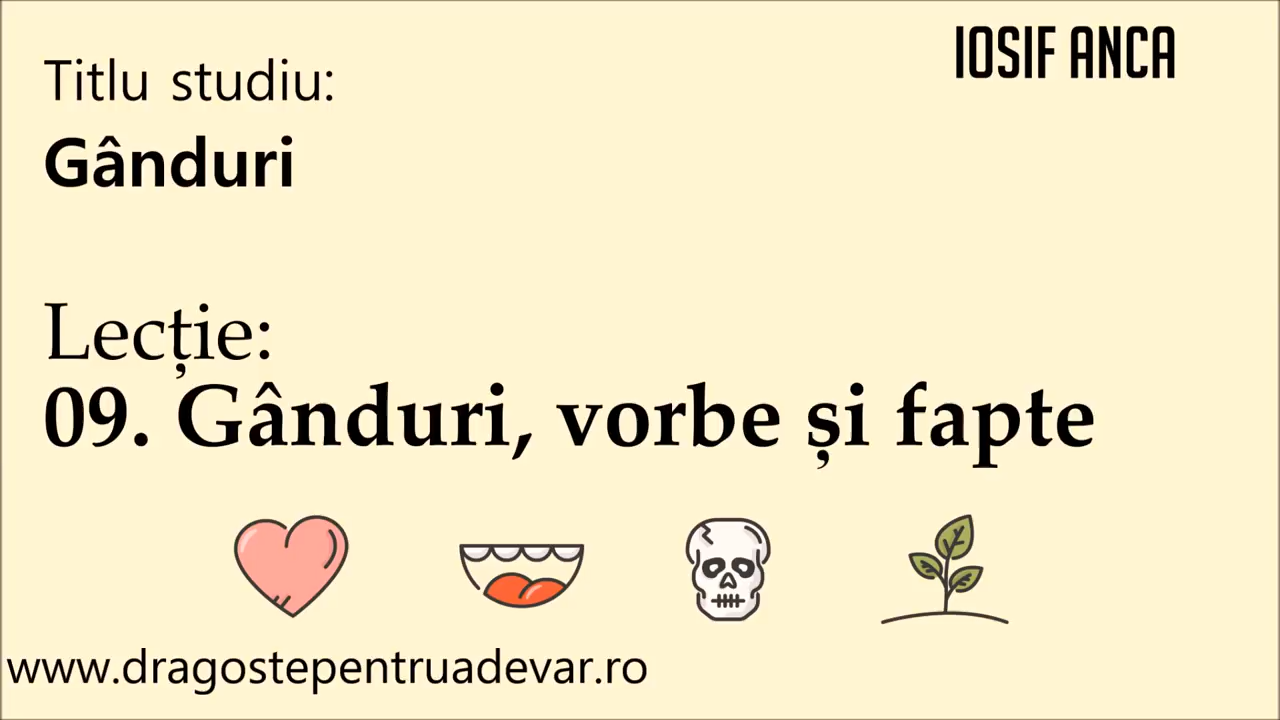 IOSIF ANCA
Titlu studiu:
Gânduri
Lecție:
09. Gânduri, vorbe și fapte
www.dragostepentruadevar.ro